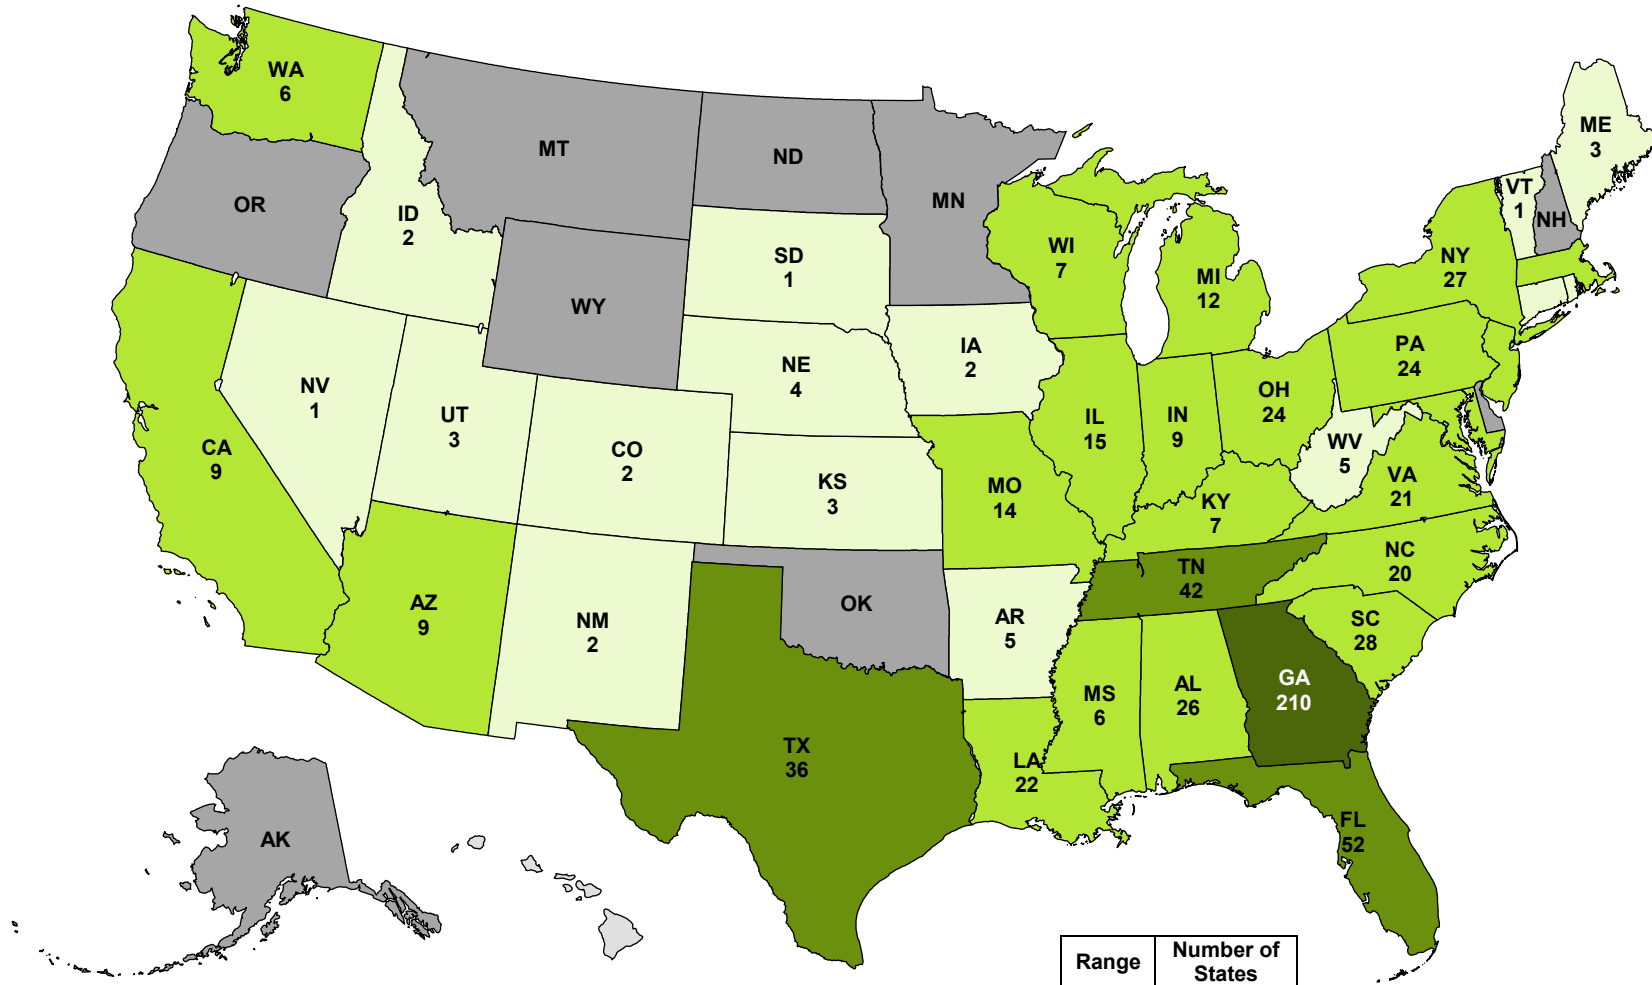 WA
6
OR
MT
ND
MN
ID
2
WY
SD
1
WI
7
MI
12
NY
27
VT
1
NH
ME
3
NV
1
UT
3
CO
2
NE
4
IA
2
IL
15
IN
9
OH
24
PA
24
CA
9
KS
3
MO
14
KY
7
WV
5
VA
21
AZ
9
NM
2
OK
AR
5
TN
42
NC
20
SC
28
TX
36
LA
22
MS
6
AL
26
GA
210
FL
52
AK
Range
Number of
States